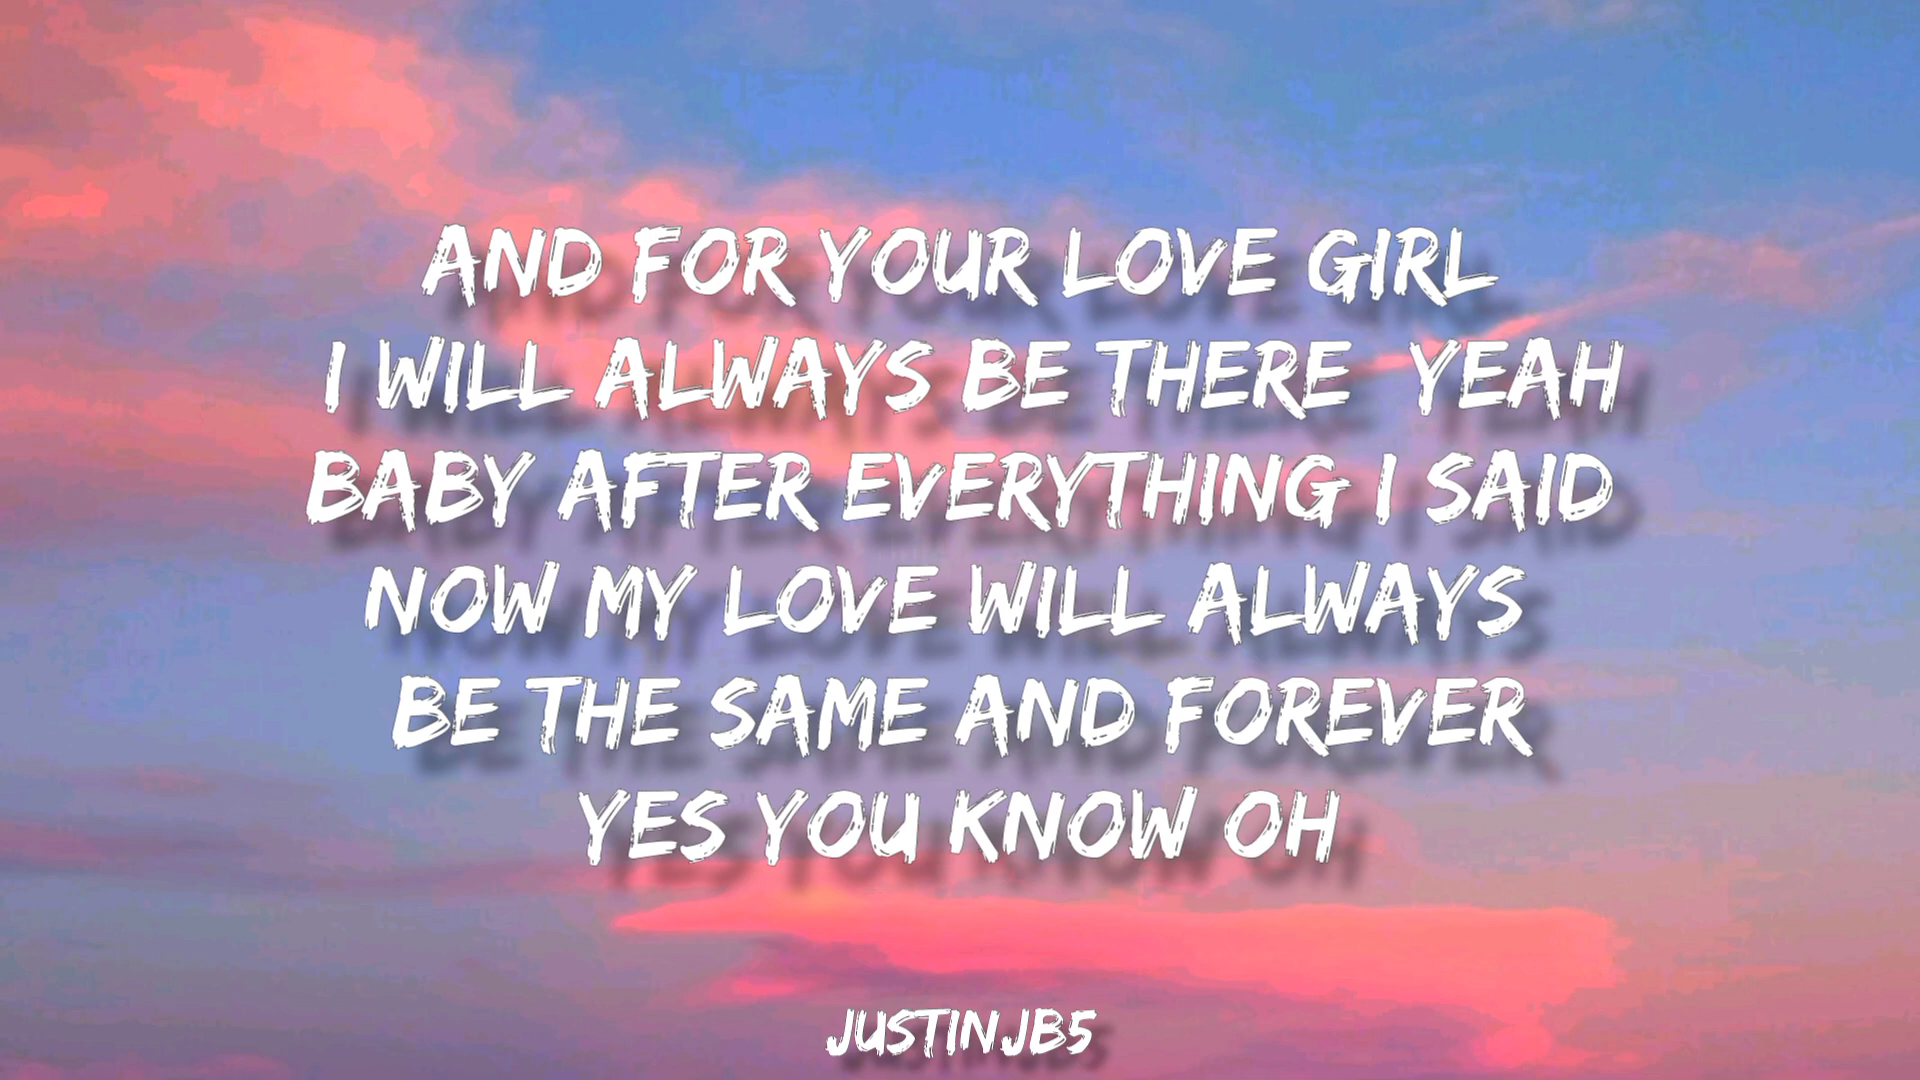 AND FOR YOUR LOVE GIRL
I WILL ALWAYS BE THERE  YEAH
BABY AFTER EVERYTHING I SAID
NOW MY LOVE WILL ALWAYS
BE THE SAME AND FOREVER
YES YOU KNOW OH
JUSTINJB5